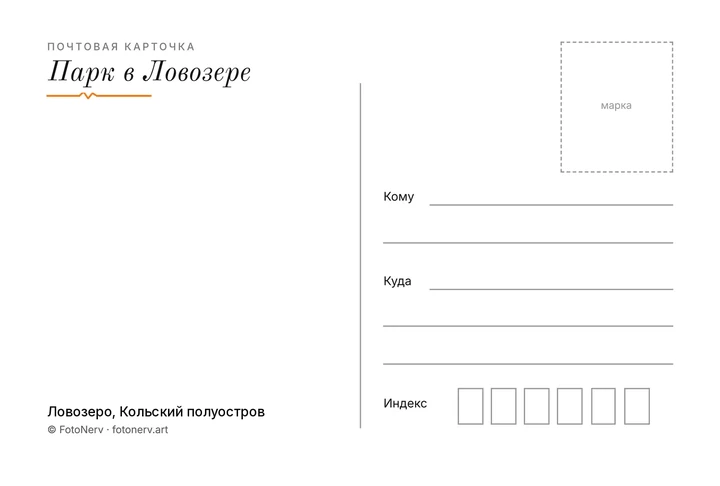 ПОЧТОВАЯ КАРТОЧКА
Парк в Ловозере
марка
Кому
Куда
Индекс
Ловозеро, Кольский полуостров
© FotoNerv · fotonerv.art